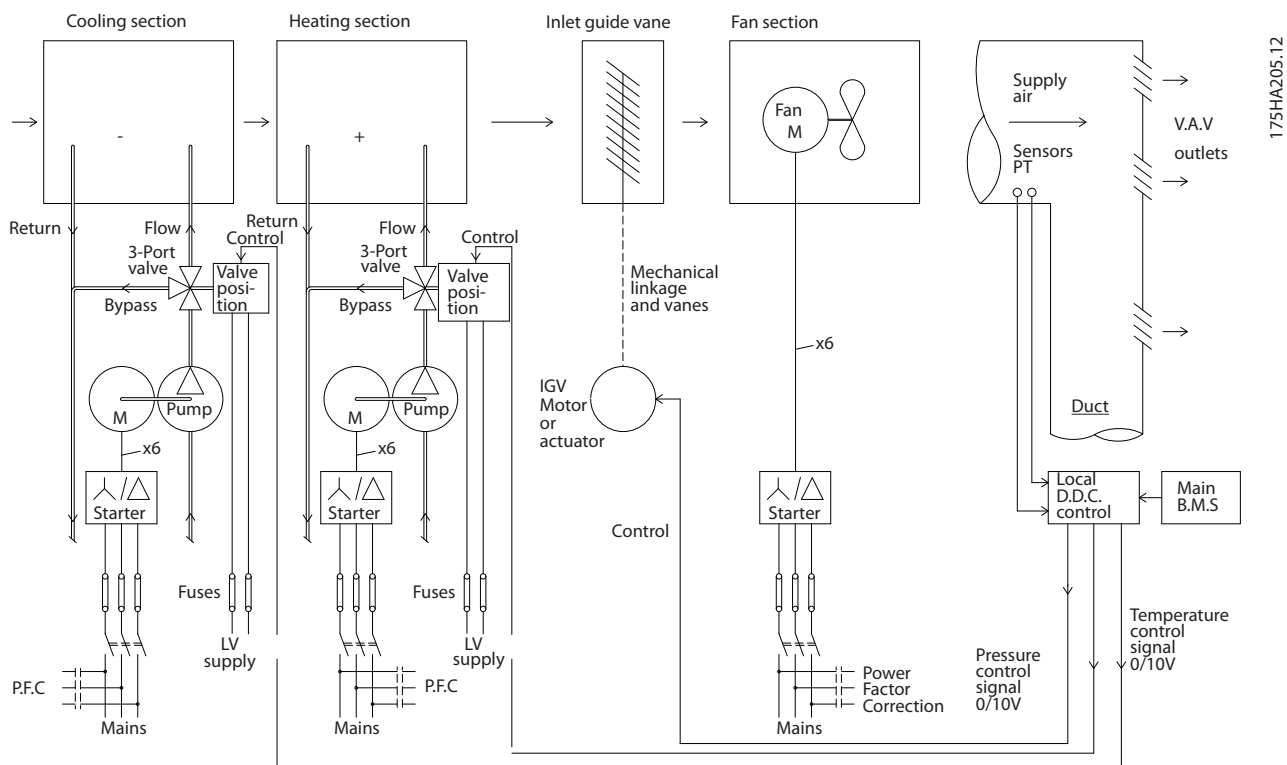 Cooling section
Heating section
Inlet guide vane
Fan section
175HA205.12
-
+
Fan
M
Supply
air
Sensors
PT
V.A.V
outlets
Return
Flow
3-Port
valve
Bypass
Control
Valve
posi-
tion
Return
Flow
3-Port
valve
Bypass
Control
Valve
posi-
tion
Mechanical
linkage
and vanes
x6
M
Pump
x6
M
Pump
x6
IGV
Motor
or
actuator
Duct
Starter
Starter
Starter
Local
D.D.C.
control
Main
B.M.S
Control
Fuses
Fuses
LV
supply
LV
supply
P.F.C
P.F.C
Mains
Mains
Mains
Power
Factor
Correction
Pressure
control
signal
0/10V
Temperature
control
signal
0/10V